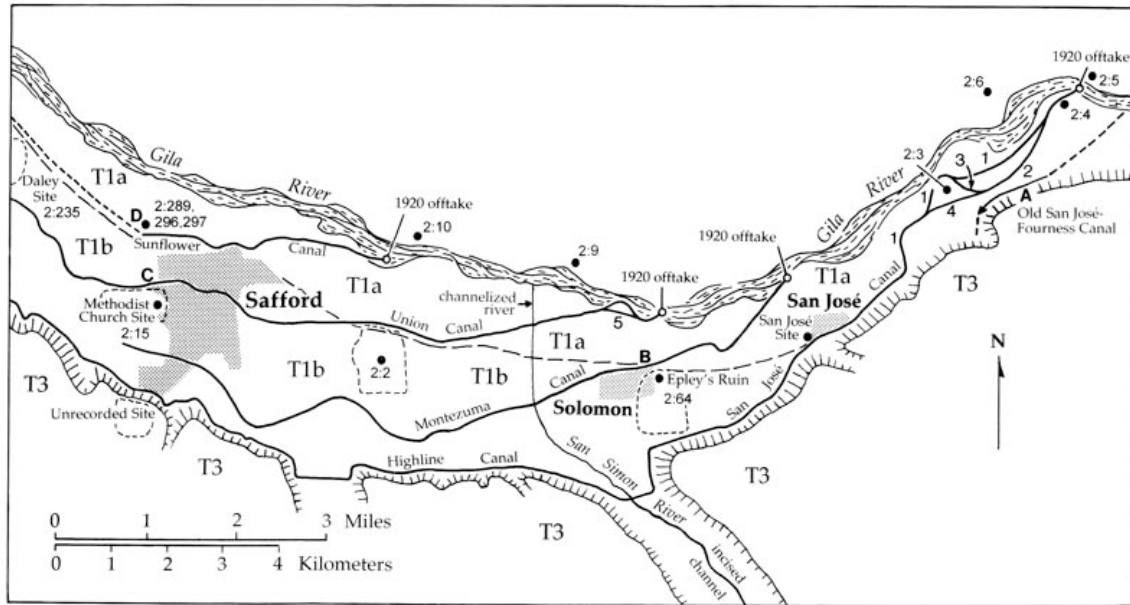 1920 offtake
2:5
2:6
2:4
Gila
River
2:3
3
1
2
1
4
A
Old San José-
Fourness Canal
T1a
Daley
Site
2:235
D
2:289,
296,297
Sunflower
Canal
1920 offtake
2:10
2:9
1920 offtake
1920 offtake
Gila
River
T1a
1
Canal
T3
T1b
C
Safford
T1a
channelized
river
San José
San José
Site
Methodist
Church Site
2:15
Union
Canal
5
T1a
B
N
T3
T1b
2:2
T1b
Canal
Epley's Ruin
2:64
Solomon
Montezuma
San
José
Unrecorded Site
T3
Highline
Canal
San
Simon
River
incised
channel
T3
T3
0
1
2
3
Miles
0
1
2
3
4
5
Kilometers